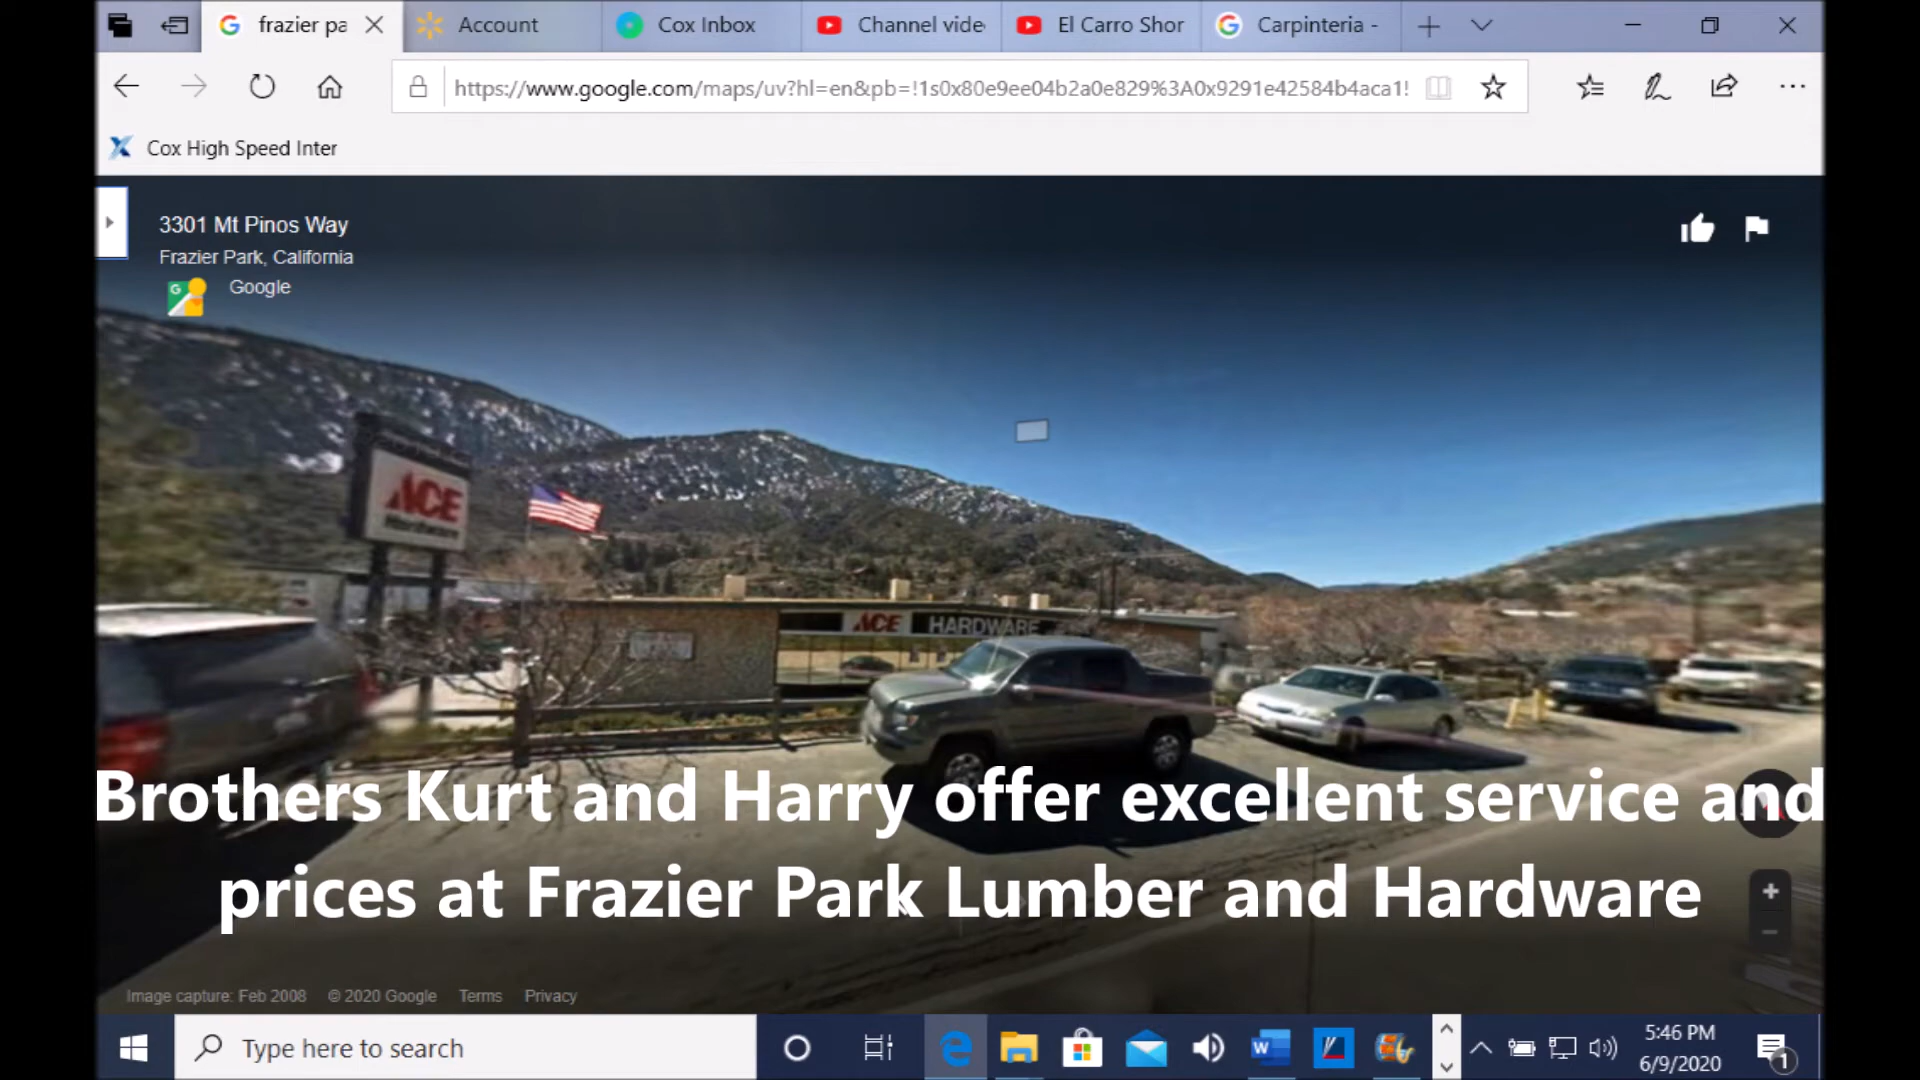 frazier pa
Account
Cox Inbox
Channel vide
El Carro Shor
Carpinteria -
https://www.google.com/maps/uv?hl=en&pb=!1s0x80e9ee04b2a0e829%3A0x9291e42584b4aca1!
Cox High Speed Inter
3301 Mt Pinos Way
Frazier Park, California
Google
ACE
Hardware
ACE HARDWARE
Brothers Kurt and Harry offer excellent service and
prices at Frazier Park Lumber and Hardware
Image capture: Feb 2008 © 2020 Google Terms Privacy
Type here to search
5:46 PM
6/9/2020
1